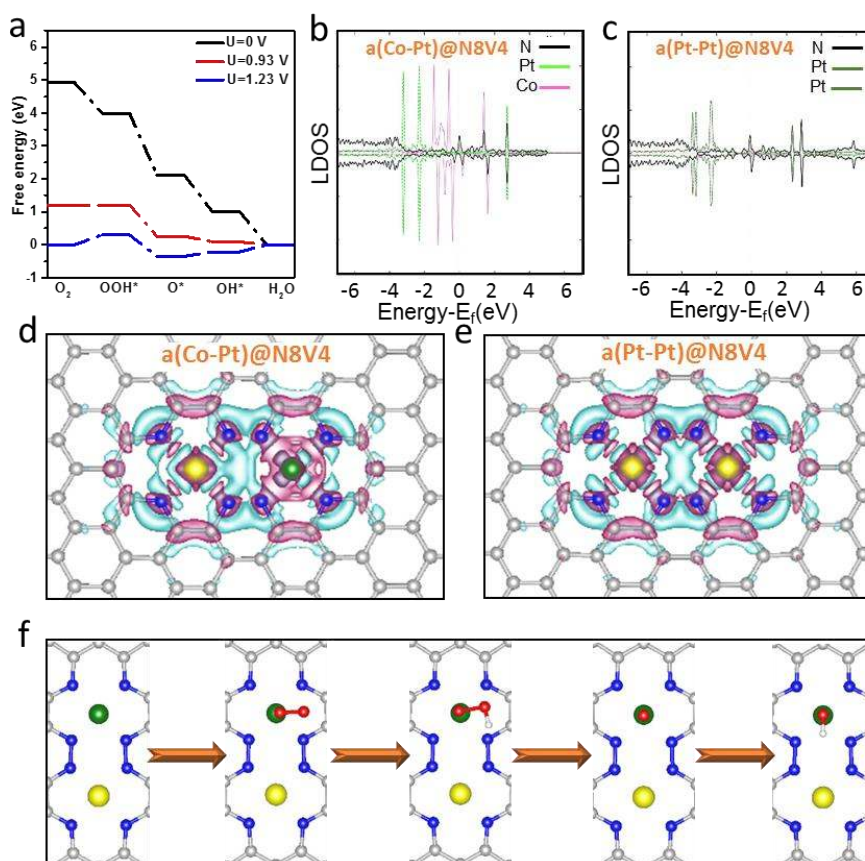 a
6
5
4
3
2
1
0
-1
Free energy (eV)
U=0 V
U=0.93 V
U=1.23 V
O₂
OOH*
O*
OH*
H₂O
b
a(Co-Pt)@N8V4
N
Pt
Co
LDOS
-6 -4 -2 0 2 4 6
Energy-E_f(eV)
c
a(Pt-Pt)@N8V4
N
Pt
Pt
LDOS
-6 -4 -2 0 2 4 6
Energy-E_f(eV)
d
a(Co-Pt)@N8V4
e
a(Pt-Pt)@N8V4
f